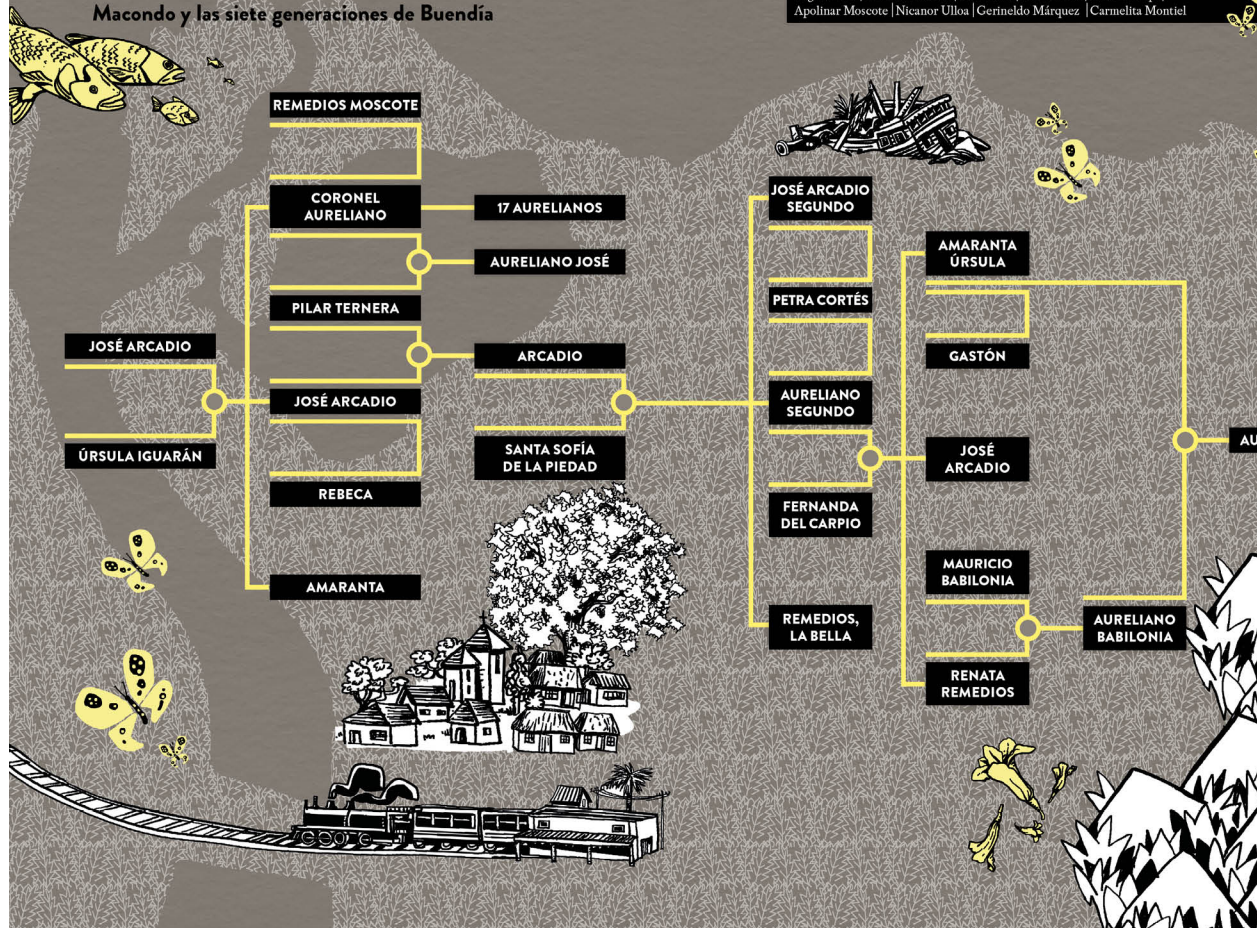 Macondo y las siete generaciones de Buendía
Apolinar Moscote | Nicanor Ulloa | Gerineldo Márquez | Carmelita Montiel
REMEDIOS MOSCOTE
CORONEL
AURELIANO
17 AURELIANOS
AURELIANO JOSÉ
PILAR TERNERA
JOSÉ ARCADIO
ARCADIO
JOSÉ ARCADIO
ÚRSULA IGUARÁN
SANTA SOFÍA
DE LA PIEDAD
REBECA
AMARANTA
JOSÉ ARCADIO
SEGUNDO
AMARANTA
ÚRSULA
PETRA CORTÉS
GASTÓN
AURELIANO
SEGUNDO
JOSÉ
ARCADIO
AU
FERNANDA
DEL CARPIO
MAURICIO
BABILONIA
REMEDIOS,
LA BELLA
AURELIANO
BABILONIA
RENATA
REMEDIOS